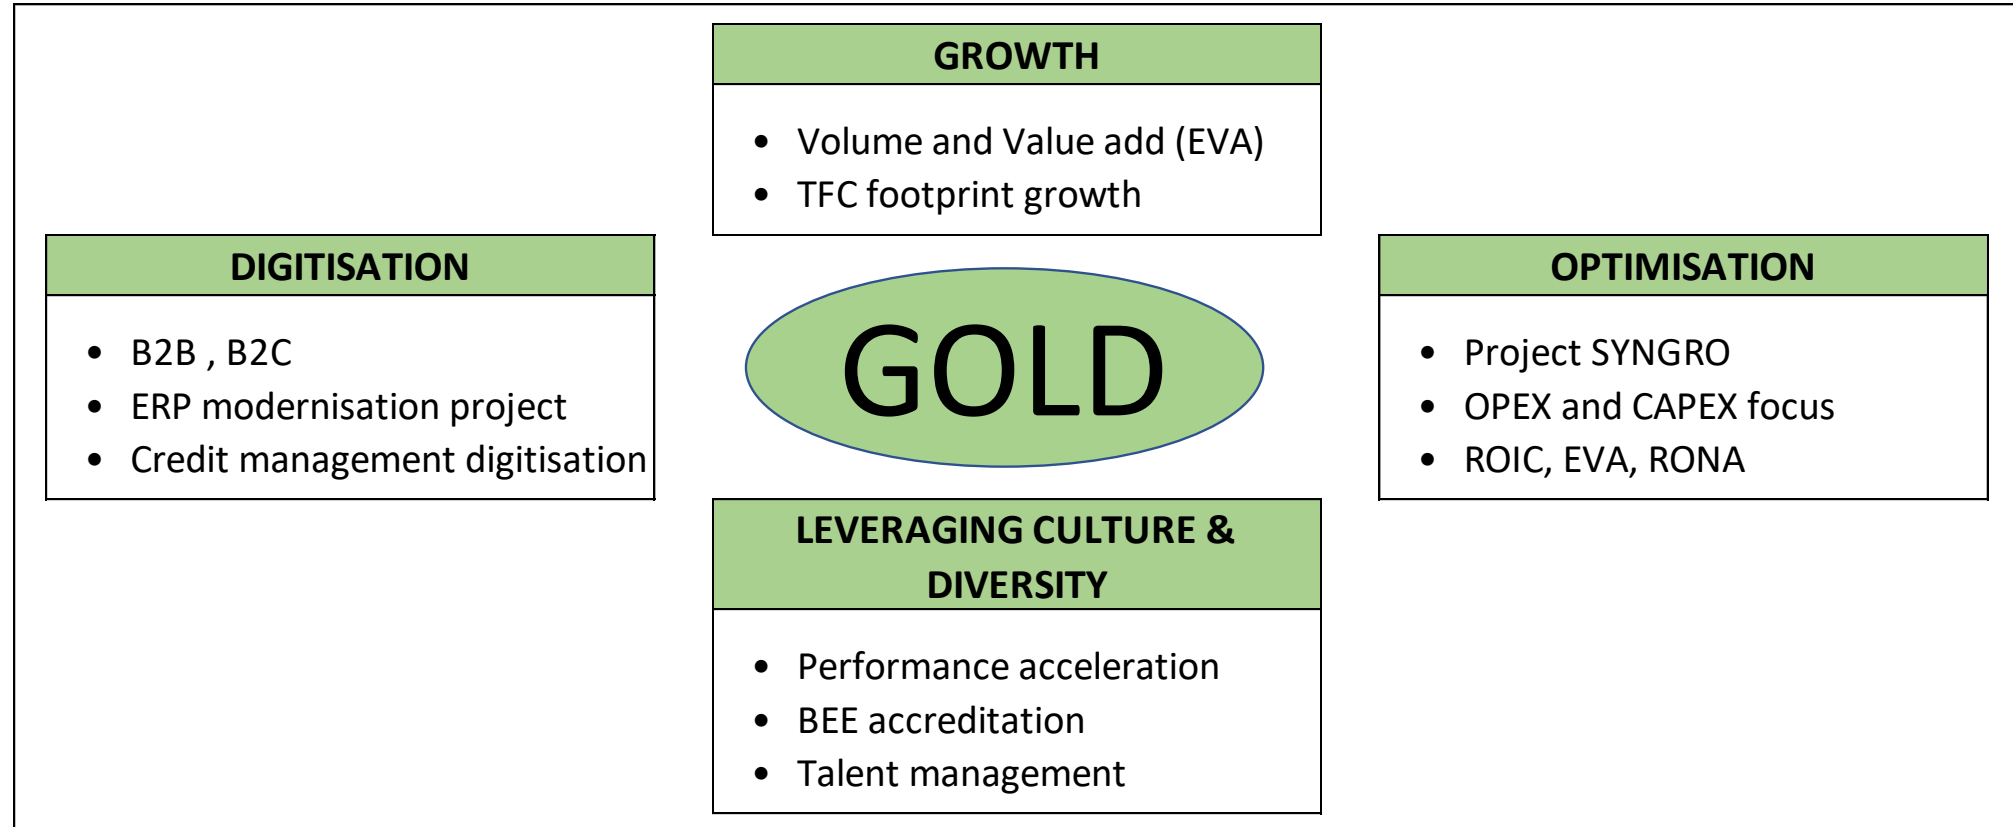 GROWTH
• Volume and Value add (EVA)
• TFC footprint growth
DIGITISATION
• B2B , B2C
• ERP modernisation project
• Credit management digitisation
GOLD
OPTIMISATION
• Project SYNGRO
• OPEX and CAPEX focus
• ROIC, EVA, RONA
LEVERAGING CULTURE &
DIVERSITY
• Performance acceleration
• BEE accreditation
• Talent management